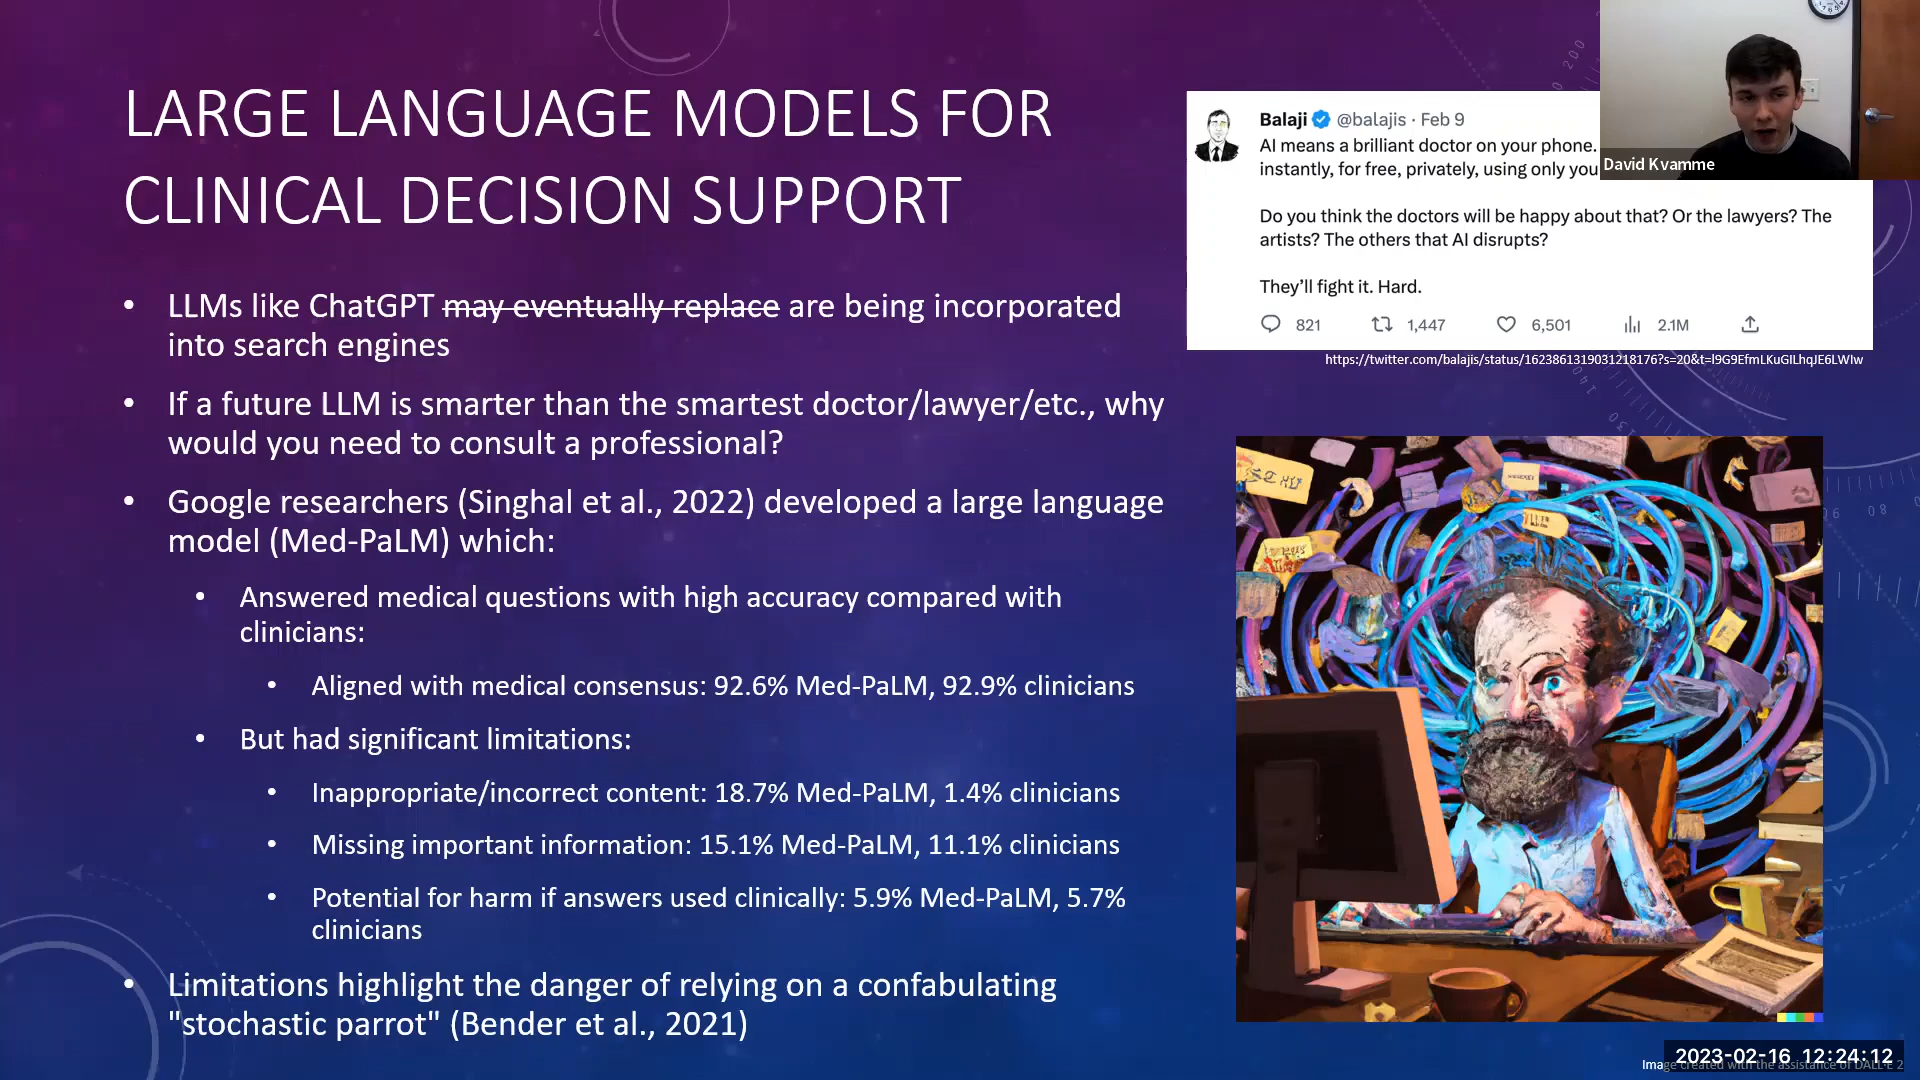 LARGE LANGUAGE MODELS FOR
CLINICAL DECISION SUPPORT
• LLMs like ChatGPT may eventually replace are being incorporated
into search engines
• If a future LLM is smarter than the smartest doctor/lawyer/etc., why
would you need to consult a professional?
• Google researchers (Singhal et al., 2022) developed a large language
model (Med-PaLM) which:
• Answered medical questions with high accuracy compared with
clinicians:
• Aligned with medical consensus: 92.6% Med-PaLM, 92.9% clinicians
• But had significant limitations:
• Inappropriate/incorrect content: 18.7% Med-PaLM, 1.4% clinicians
• Missing important information: 15.1% Med-PaLM, 11.1% clinicians
• Potential for harm if answers used clinically: 5.9% Med-PaLM, 5.7%
clinicians
• Limitations highlight the danger of relying on a confabulating
"stochastic parrot" (Bender et al., 2021)
Balaji @balajis · Feb 9
AI means a brilliant doctor on your phone.
instantly, for free, privately, using only
Do you think the doctors will be happy about that? Or the lawyers? The
artists? The others that AI disrupts?
They'll fight it. Hard.
821 1,447 6,501 2.1M
David Kvamme
2023-02-16 12:24:12
Image created with the assistance of DALL·E 2